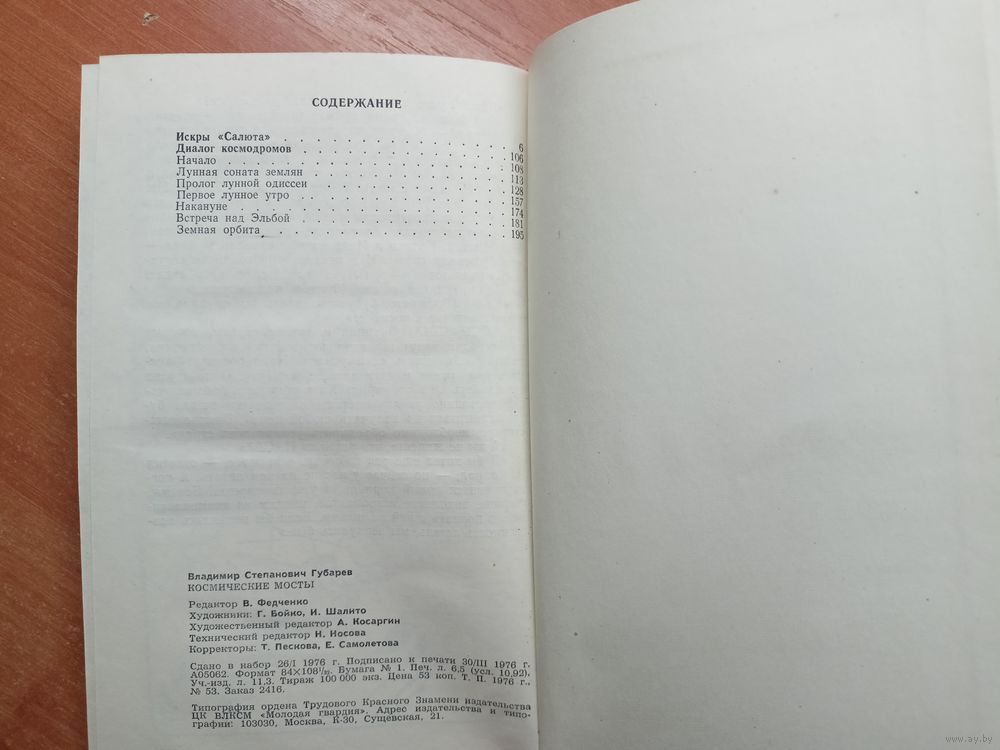 СОДЕРЖАНИЕ
Искры «Салюта» . . . . . . . . . . . . 6
Диалог космодромов . . . . . . . . . . . 106
Начало . . . . . . . . . . . . . . 108
Лунная соната землян . . . . . . . . . . 113
Пролог лунной одиссеи . . . . . . . . . . 128
Первое лунное утро . . . . . . . . . . . 157
Накануне . . . . . . . . . . . . . 174
Встреча над Эльбой . . . . . . . . . . . 181
Земная орбита . . . . . . . . . . . . 195
Владимир Степанович Губарев
КОСМИЧЕСКИЕ МОСТЫ
Редактор В. Федченко
Художники: Г. Бойко, И. Шалито
Художественный редактор А. Косаргин
Технический редактор Н. Носова
Корректоры: Т. Пескова, Е. Самолетова
Сдано в набор 26/I 1976 г. Подписано к печати 30/III 1976 г.
А05062. Формат 84×108¹/₃₂. Бумага № 1. Печ. л. 6,5 (усл. 10,92).
Уч.-изд. л. 11,3. Тираж 100 000 экз. Цена 53 коп. Т. П. 1976 г.,
№ 53. Заказ 2416.
Типография ордена Трудового Красного Знамени издательства
ЦК ВЛКСМ «Молодая гвардия». Адрес издательства и типо-
графии: 103030, Москва, К-30, Сущевская, 21.
www.ay.by